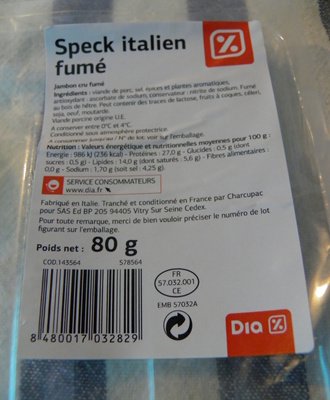 Speck italien
fumé
%
Jambon cru fumé
Ingrédients : viande de porc, sel, épices et plantes aromatiques,
antioxydant : ascorbate de sodium, conservateur : nitrite de sodium. Fumé
au bois de hêtre. Peut contenir des traces de lactose, fruits à coques, céleri,
soja, oeuf, moutarde.
Viande porcine origine U.E.
A conserver entre 0°C et 4°C.
Conditionné sous atmosphère protectrice.
A consommer jusqu'au / N° de lot: voir sur l'emballage.
Nutrition : Valeurs énergétique et nutritionnelles moyennes pour 100 g :
Energie : 986 kJ (236 kcal) - Protéines : 27,0 g - Glucides : 0,5 g (dont
sucres : 0,5 g) - Lipides : 14,0 g (dont saturés : 5,6 g) - Fibres alimentaires :
0,0 g - Sodium : 1,70 g (soit sel : 4,25 g).
SERVICE CONSOMMATEURS
www.dia.fr
Fabriqué en Italie. Tranché et conditionné en France par Charcupac
pour SAS Ed BP 205 94405 Vitry Sur Seine Cedex.
Pour toute remarque, merci de bien vouloir préciser le numéro de lot
figurant sur l'emballage.
Poids net : 80 g
COD.143564 578564
FR
57.032.001
CE
EMB 57032A
8 480017 032829
Dia %